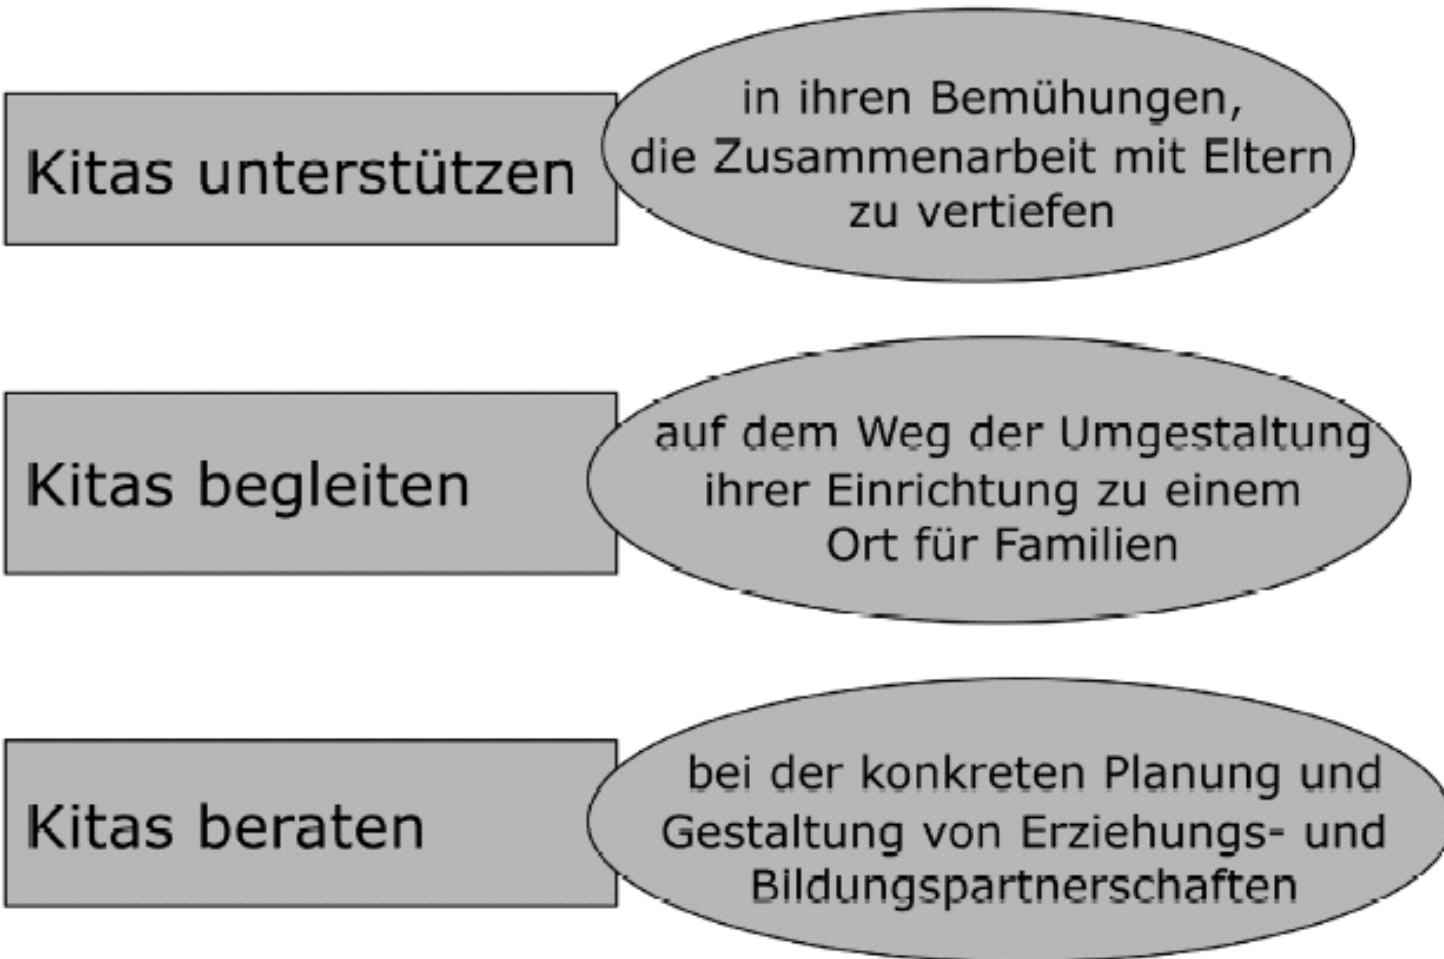 Kitas unterstützen
in ihren Bemühungen,
die Zusammenarbeit mit Eltern
zu vertiefen
Kitas begleiten
auf dem Weg der Umgestaltung
ihrer Einrichtung zu einem
Ort für Familien
Kitas beraten
bei der konkreten Planung und
Gestaltung von Erziehungs- und
Bildungspartnerschaften